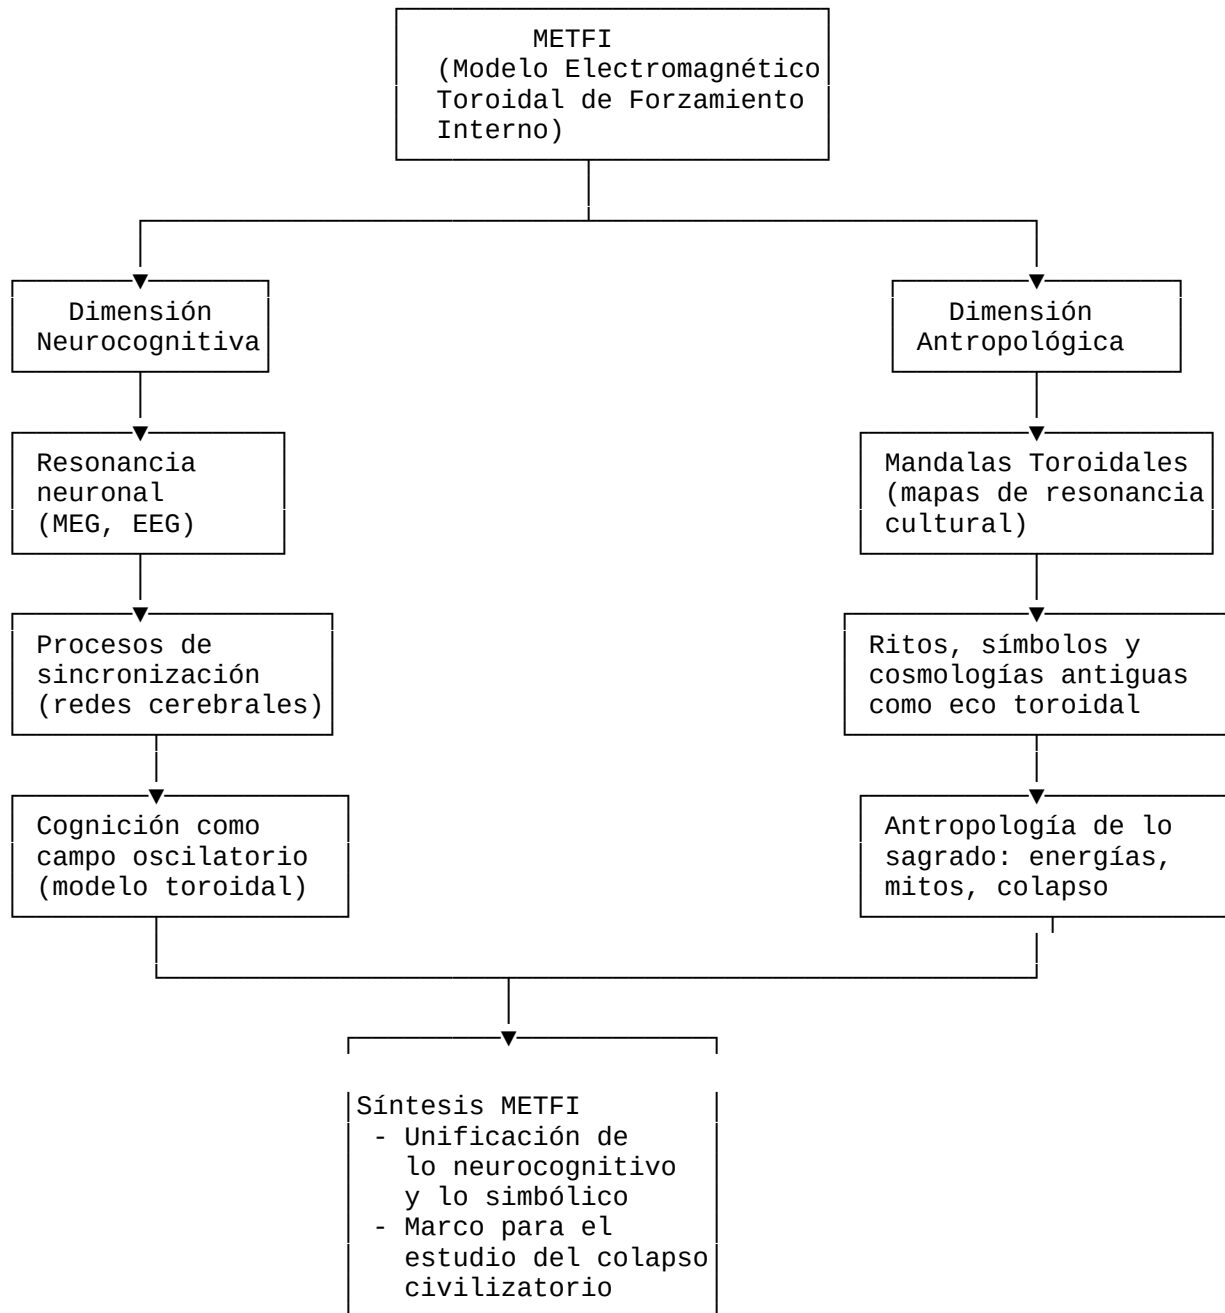 METFI
(Modelo Electromagnético
Toroidal de Forzamiento
Interno)
Dimensión
Neurocognitiva
Dimensión
Antropológica
Resonancia
neuronal
(MEG, EEG)
Mandalas Toroidales
(mapas de resonancia
cultural)
Procesos de
sincronización
(redes cerebrales)
Ritos, símbolos y
cosmologías antiguas
como eco toroidal
Cognición como
campo oscilatorio
(modelo toroidal)
Antropología de lo
sagrado: energías,
mitos, colapso
Síntesis METFI
- Unificación de
lo neurocognitivo
y lo simbólico
- Marco para el
estudio del colapso
civilizatorio